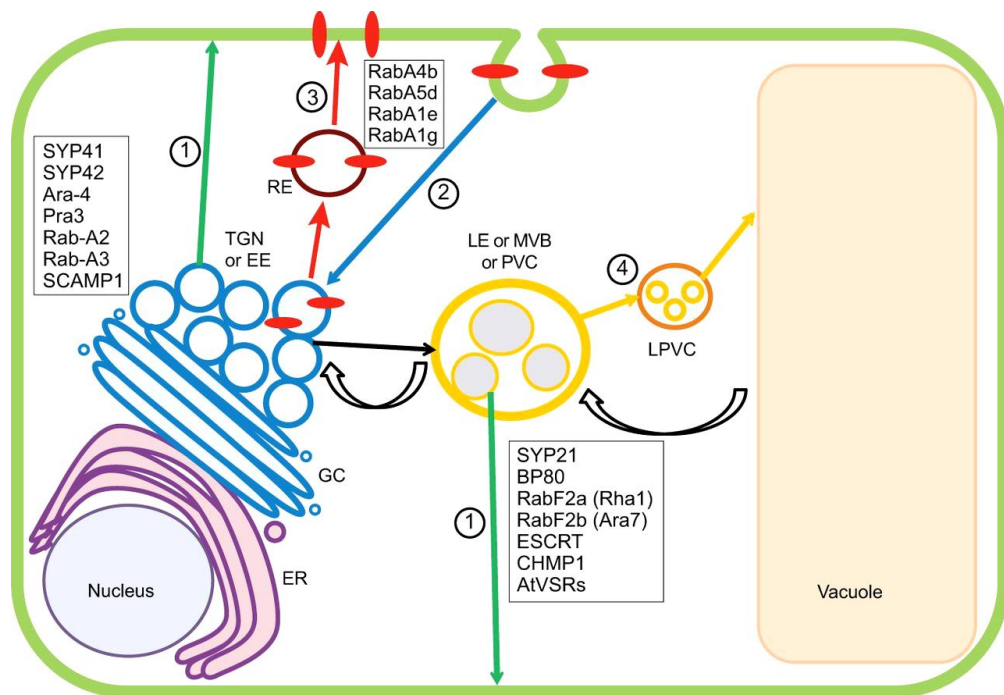 1
3
RabA4b
RabA5d
RabA1e
RabA1g
SYP41
SYP42
Ara-4
Pra3
Rab-A2
Rab-A3
SCAMP1
RE
2
TGN
or EE
LE or MVB
or PVC
4
LPVC
GC
SYP21
BP80
RabF2a (Rha1)
RabF2b (Ara7)
ESCRT
CHMP1
AtVSRs
1
ER
Nucleus
Vacuole